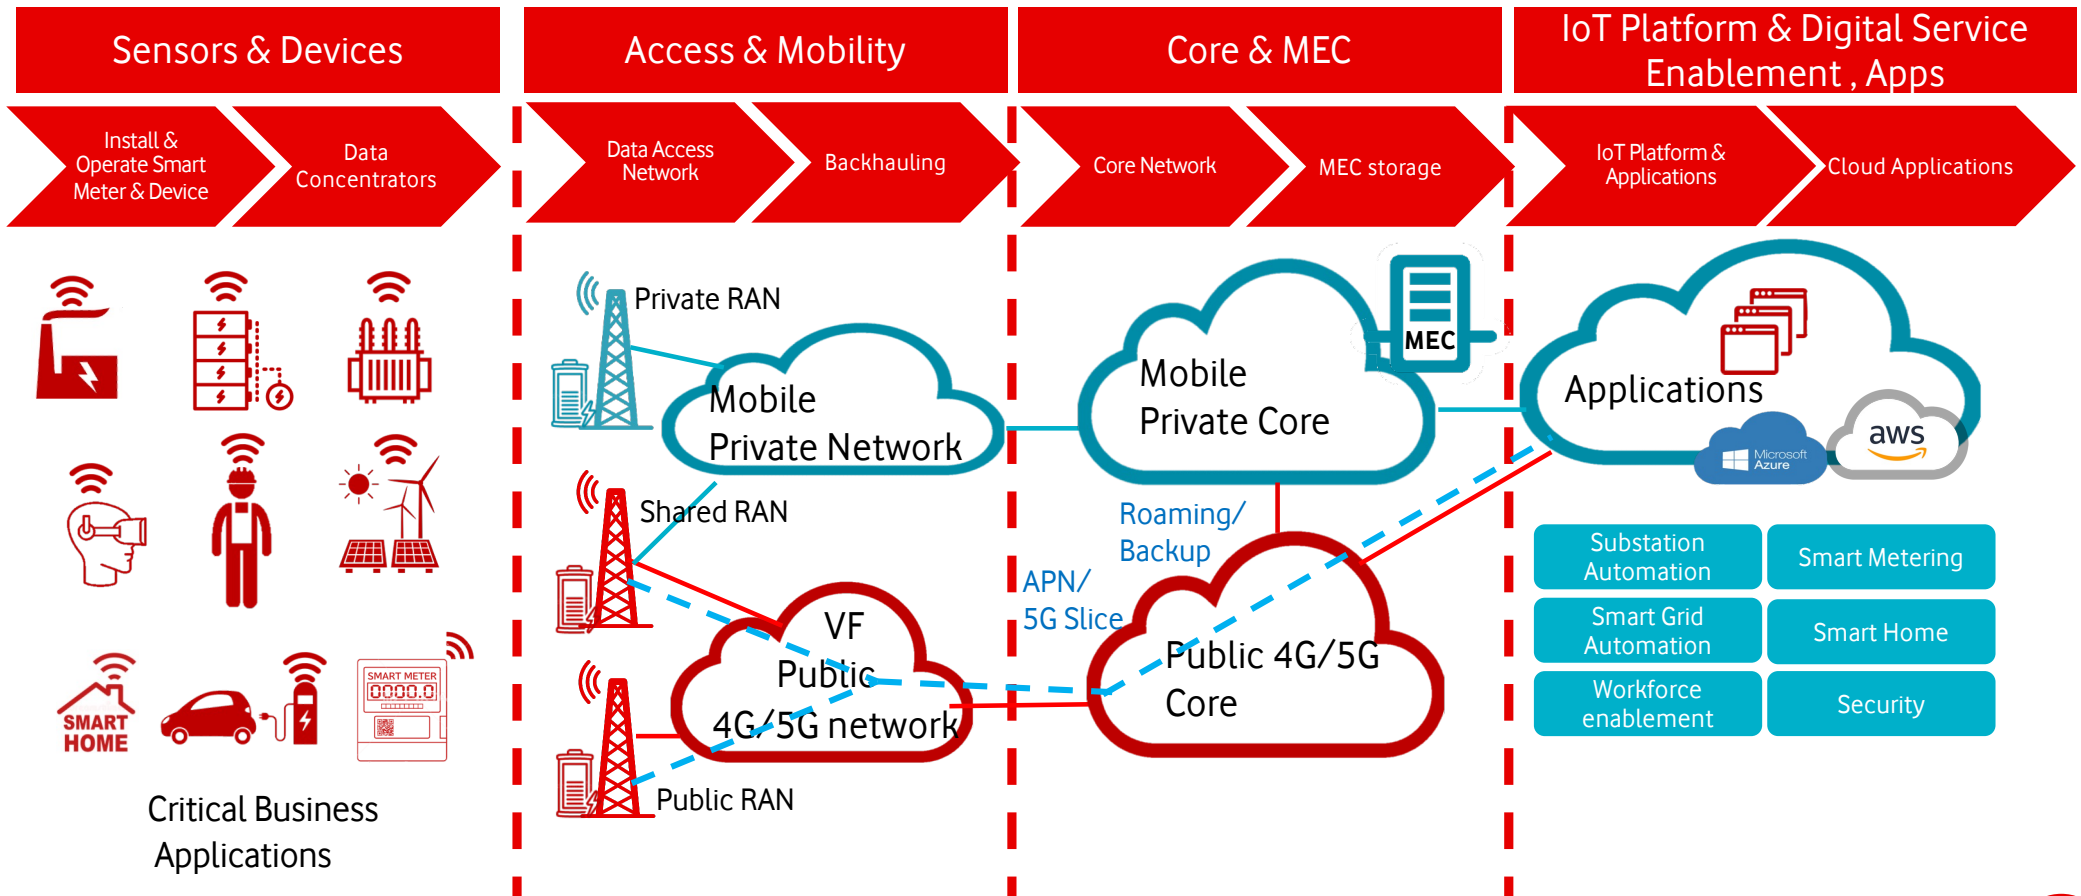 Sensors & Devices
Access & Mobility
Core & MEC
IoT Platform & Digital Service
Enablement , Apps
Install &
Operate Smart
Meter & Device
Data
Concentrators
Data Access
Network
Backhauling
Core Network
MEC storage
IoT Platform &
Applications
Cloud Applications
SMART
HOME
SMART METER
0000.0
Critical Business
Applications
Private RAN
Mobile
Private Network
Shared RAN
VF
Public
4G/5G network
Public RAN
MEC
Mobile
Private Core
Roaming/
Backup
APN/
5G Slice
Public 4G/5G
Core
Applications
Microsoft
Azure
aws
Substation
Automation
Smart Metering
Smart Grid
Automation
Smart Home
Workforce
enablement
Security